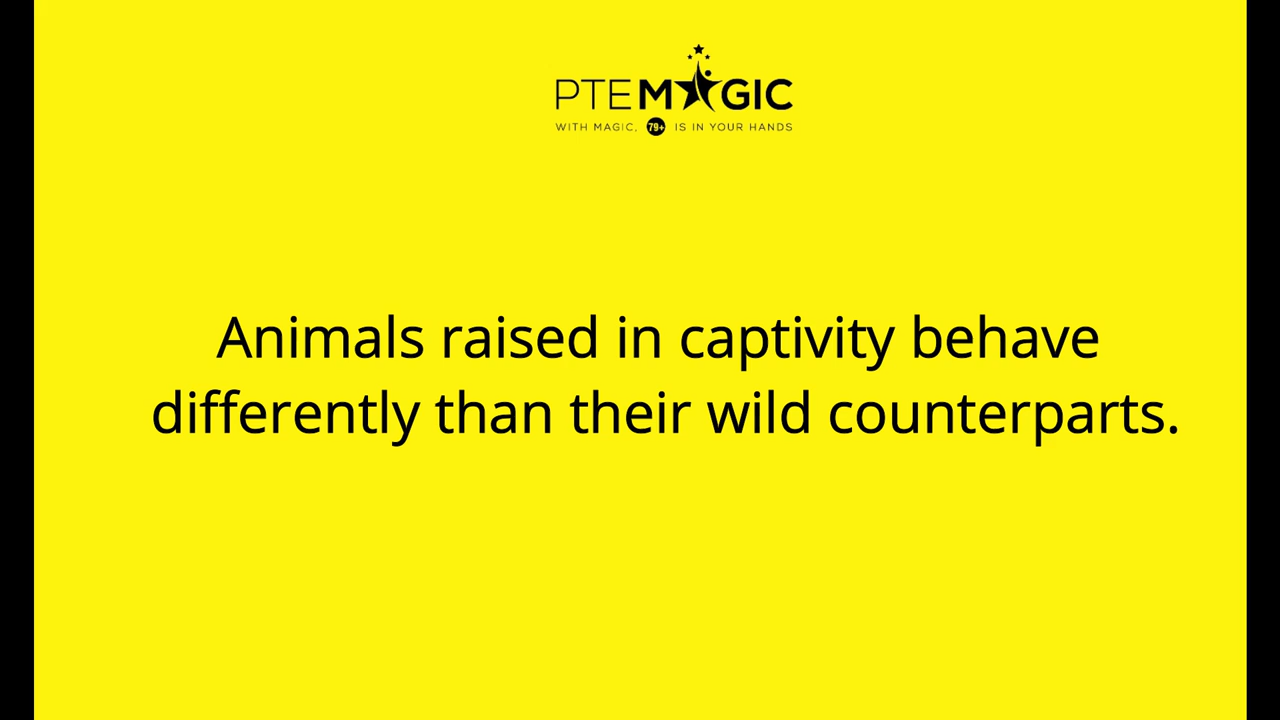 PTEMAGIC
WITH MAGIC, 79+ IS IN YOUR HANDS
Animals raised in captivity behave
differently than their wild counterparts.